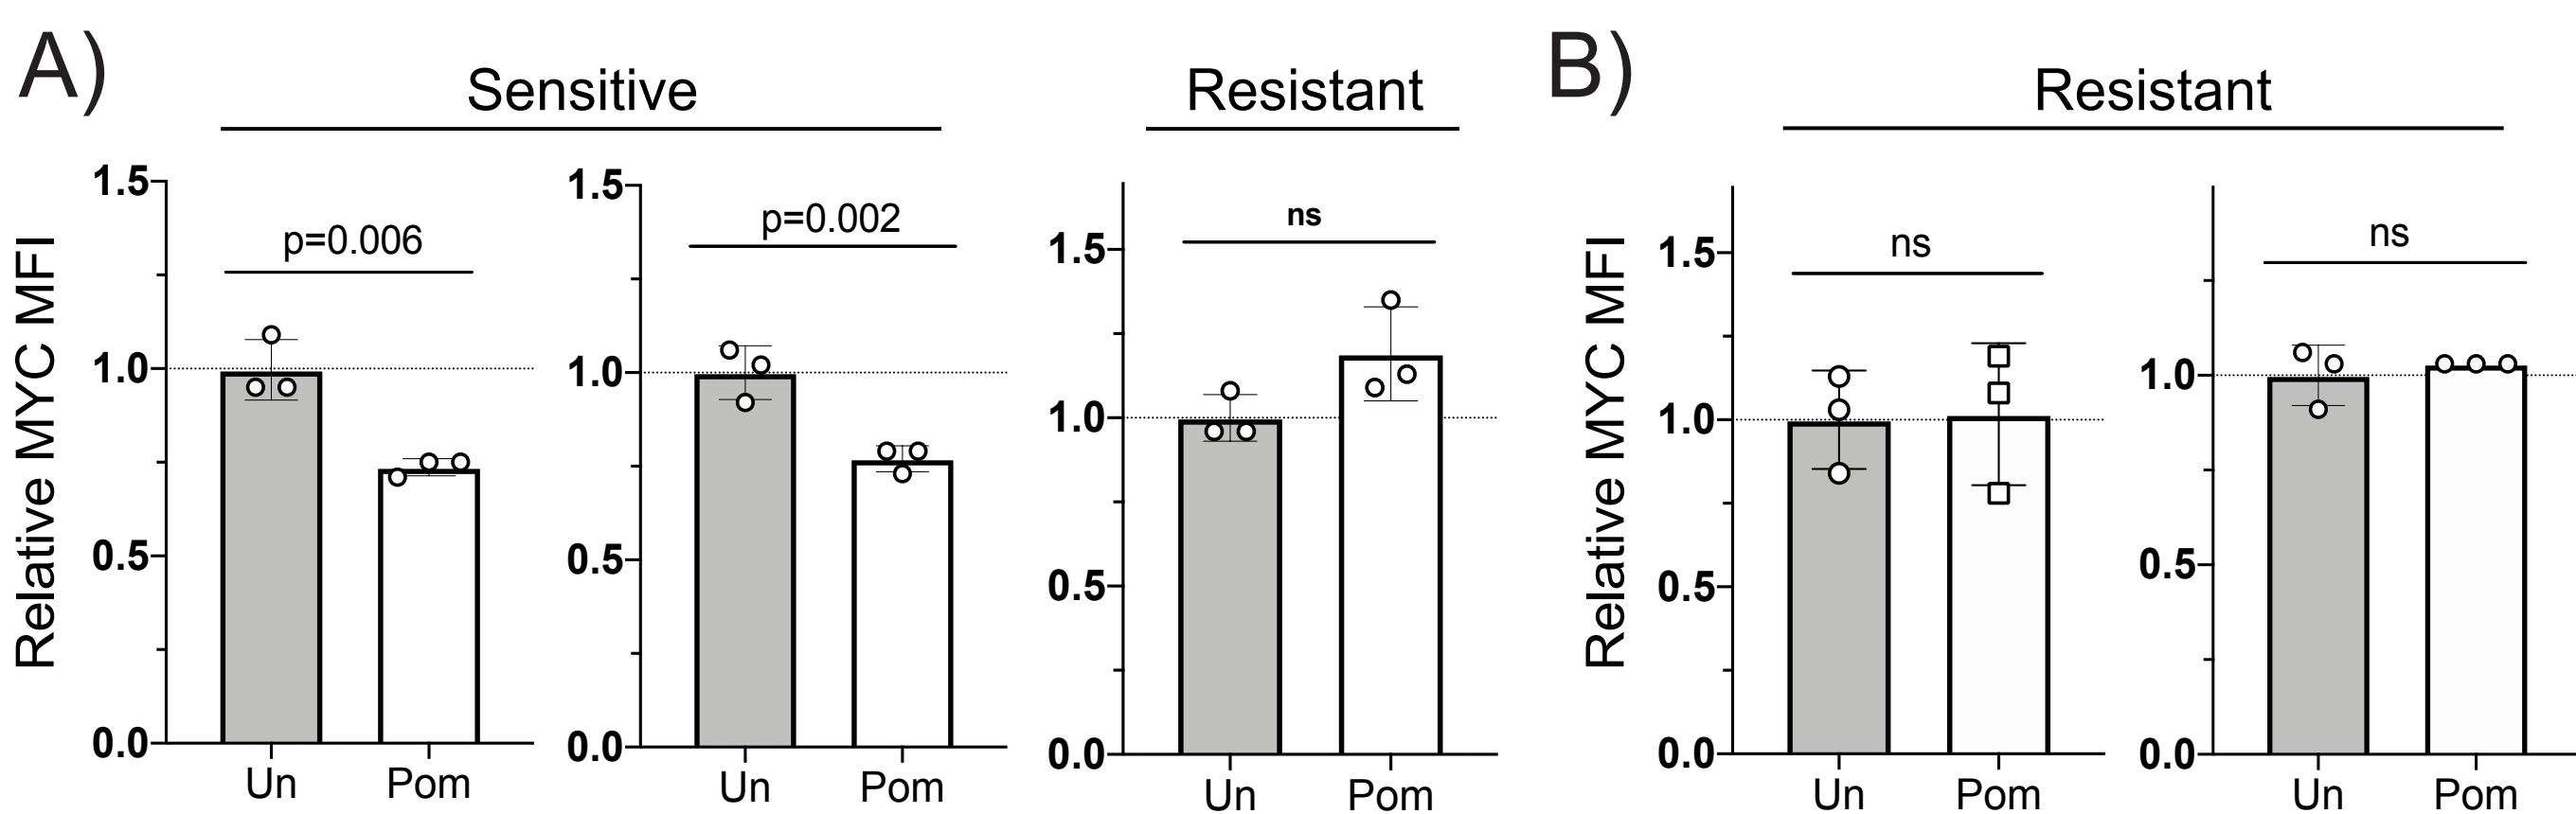 A)
Sensitive
Resistant
Relative MYC MFI
1.5
1.0
0.5
0.0
p=0.006
Un
Pom
1.5
1.0
0.5
0.0
p=0.002
Un
Pom
1.5
1.0
0.5
0.0
ns
Un
Pom
B)
Resistant
Relative MYC MFI
1.5
1.0
0.5
0.0
ns
Un
Pom
1.0
0.5
0.0
ns
Un
Pom